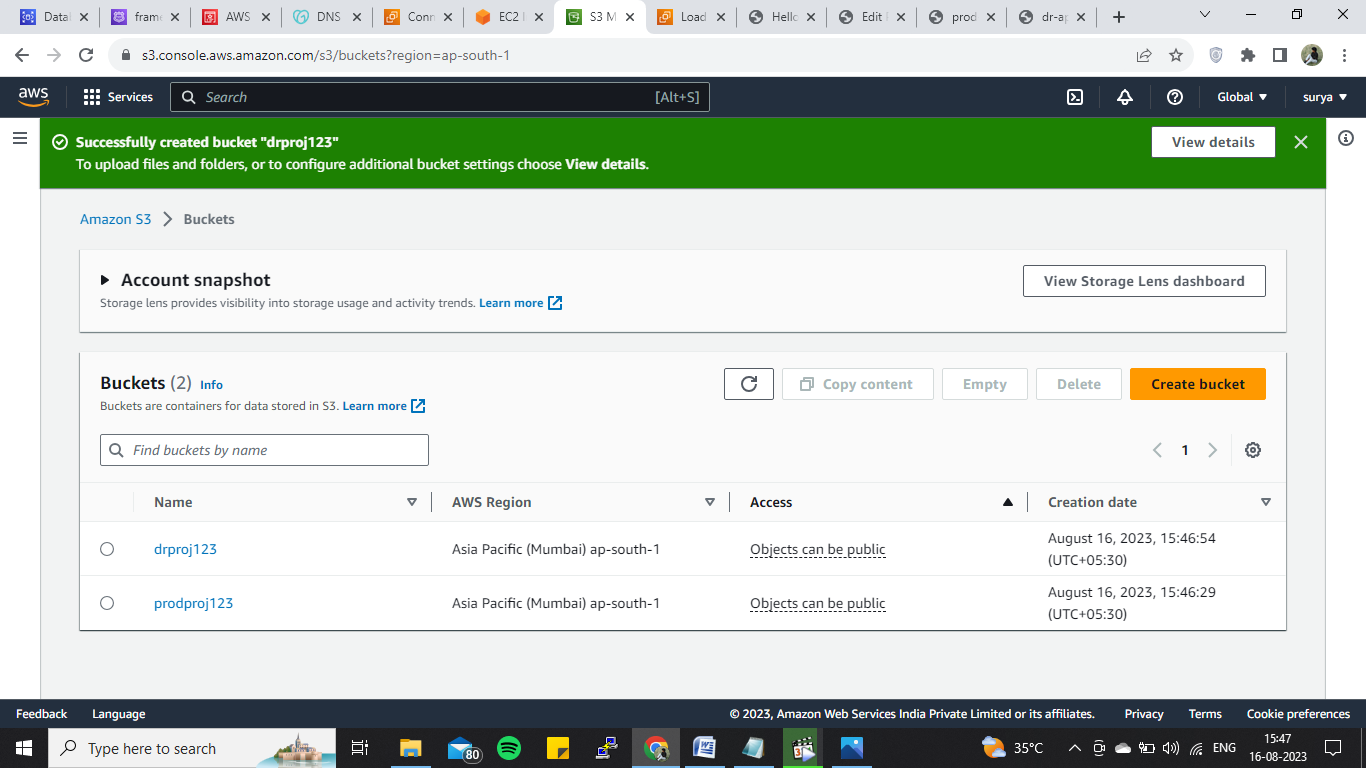 Datal
frame
AWS
DNS
Conn
EC2 I
S3 M
Load
Hello
Edit
prod
dr-ap
s3.console.aws.amazon.com/s3/buckets?region=ap-south-1
aws
Services
Search
[Alt+S]
Global
surya
Successfully created bucket "drproj123"
To upload files and folders, or to configure additional bucket settings choose View details.
View details
Amazon S3
Buckets
Account snapshot
Storage lens provides visibility into storage usage and activity trends. Learn more
View Storage Lens dashboard
Buckets (2) Info
Buckets are containers for data stored in S3. Learn more
Copy content
Empty
Delete
Create bucket
Find buckets by name
1
Name
AWS Region
Access
Creation date
drproj123
Asia Pacific (Mumbai) ap-south-1
Objects can be public
August 16, 2023, 15:46:54
(UTC+05:30)
prodproj123
Asia Pacific (Mumbai) ap-south-1
Objects can be public
August 16, 2023, 15:46:29
(UTC+05:30)
Feedback
Language
© 2023, Amazon Web Services India Private Limited or its affiliates.
Privacy
Terms
Cookie preferences
Type here to search
80
35°C
ENG
15:47
16-08-2023